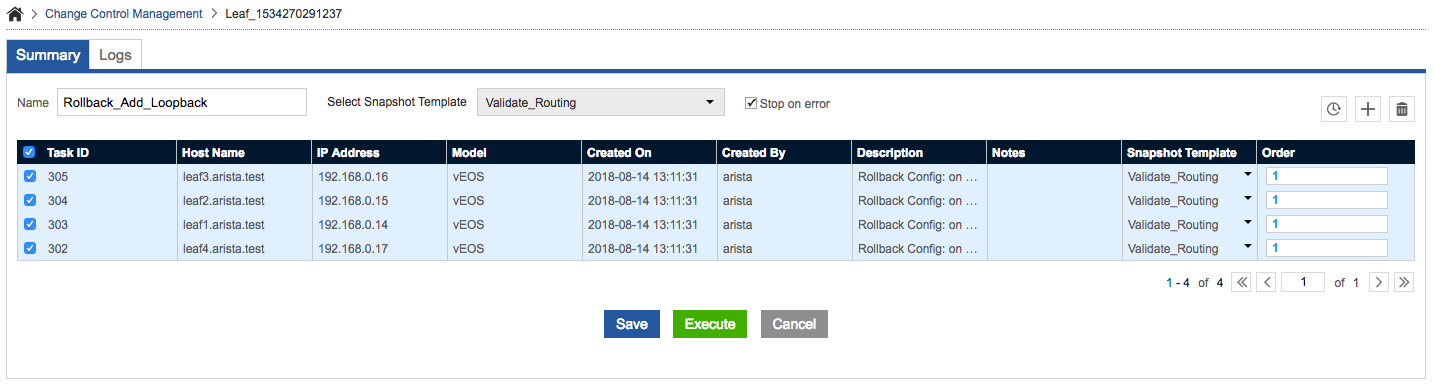 Change Control Management > Leaf_1534270291237
Summary Logs
Name Rollback_Add_Loopback Select Snapshot Template Validate_Routing Stop on error
Task ID Host Name IP Address Model Created On Created By Description Notes Snapshot Template Order
305 leaf3.arista.test 192.168.0.16 vEOS 2018-08-14 13:11:31 arista Rollback Config: on ... Validate_Routing 1
304 leaf2.arista.test 192.168.0.15 vEOS 2018-08-14 13:11:31 arista Rollback Config: on ... Validate_Routing 1
303 leaf1.arista.test 192.168.0.14 vEOS 2018-08-14 13:11:31 arista Rollback Config: on ... Validate_Routing 1
302 leaf4.arista.test 192.168.0.17 vEOS 2018-08-14 13:11:31 arista Rollback Config: on ... Validate_Routing 1
1 - 4 of 4 1 of 1
Save Execute Cancel